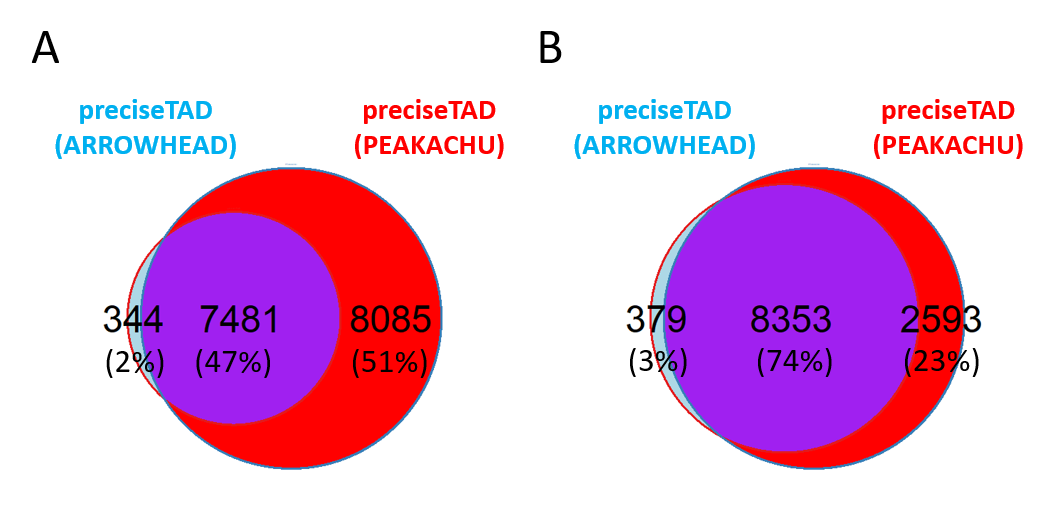 A
preciseTAD
(ARROWHEAD)
preciseTAD
(PEAKACHU)
344
(2%)
7481
(47%)
8085
(51%)
B
preciseTAD
(ARROWHEAD)
preciseTAD
(PEAKACHU)
379
(3%)
8353
(74%)
2593
(23%)